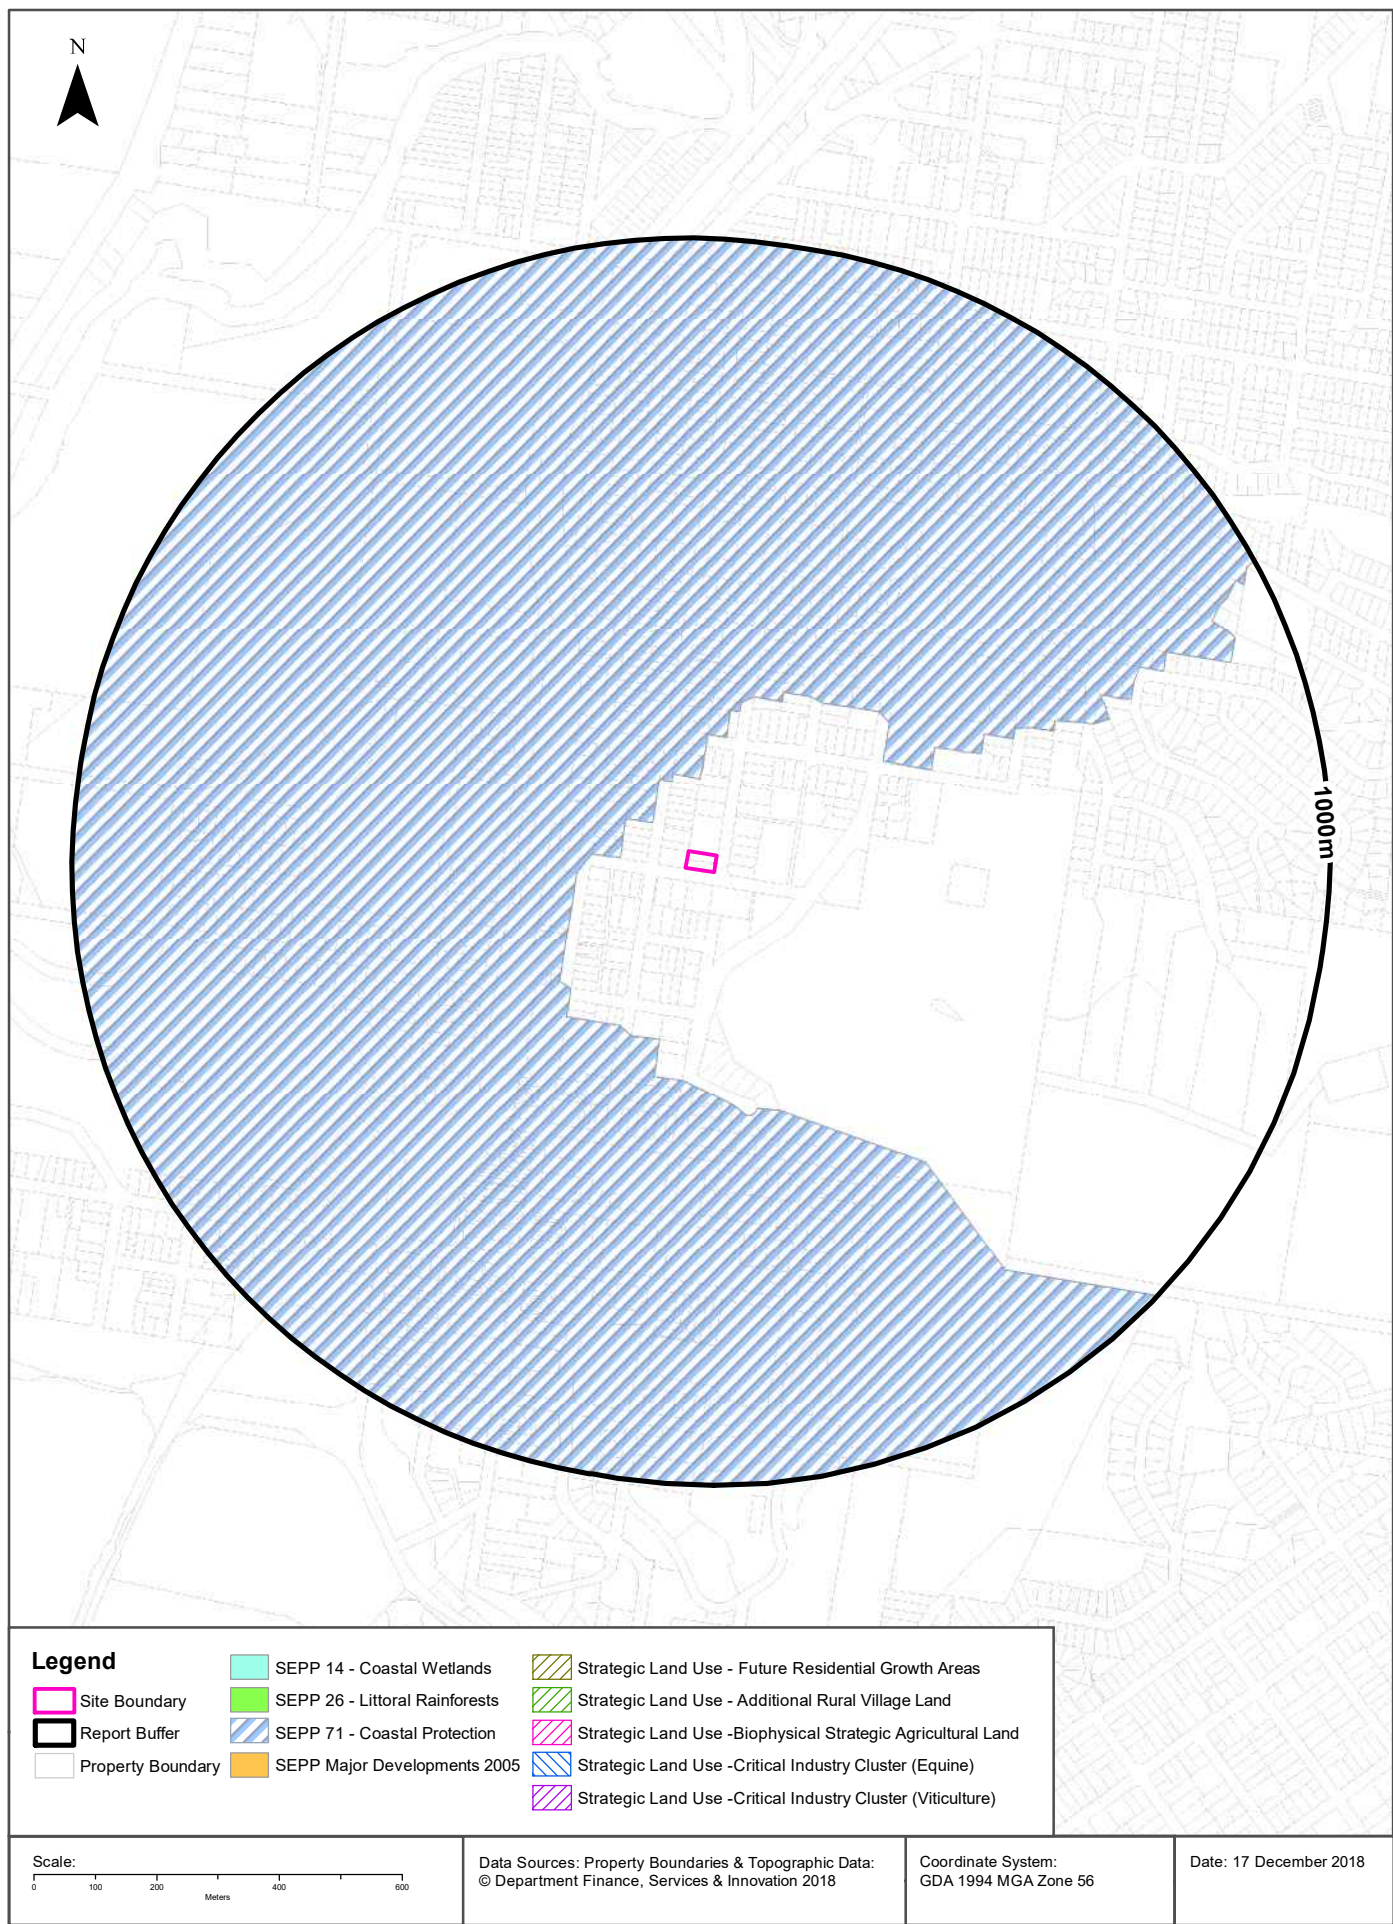 N
1000m
Legend
Site Boundary
Report Buffer
Property Boundary
SEPP 14 - Coastal Wetlands
SEPP 26 - Littoral Rainforests
SEPP 71 - Coastal Protection
SEPP Major Developments 2005
Strategic Land Use - Future Residential Growth Areas
Strategic Land Use - Additional Rural Village Land
Strategic Land Use -Biophysical Strategic Agricultural Land
Strategic Land Use -Critical Industry Cluster (Equine)
Strategic Land Use -Critical Industry Cluster (Viticulture)
Scale:
0 100 200 400 600
Meters
Data Sources: Property Boundaries & Topographic Data:
© Department Finance, Services & Innovation 2018
Coordinate System:
GDA 1994 MGA Zone 56
Date: 17 December 2018